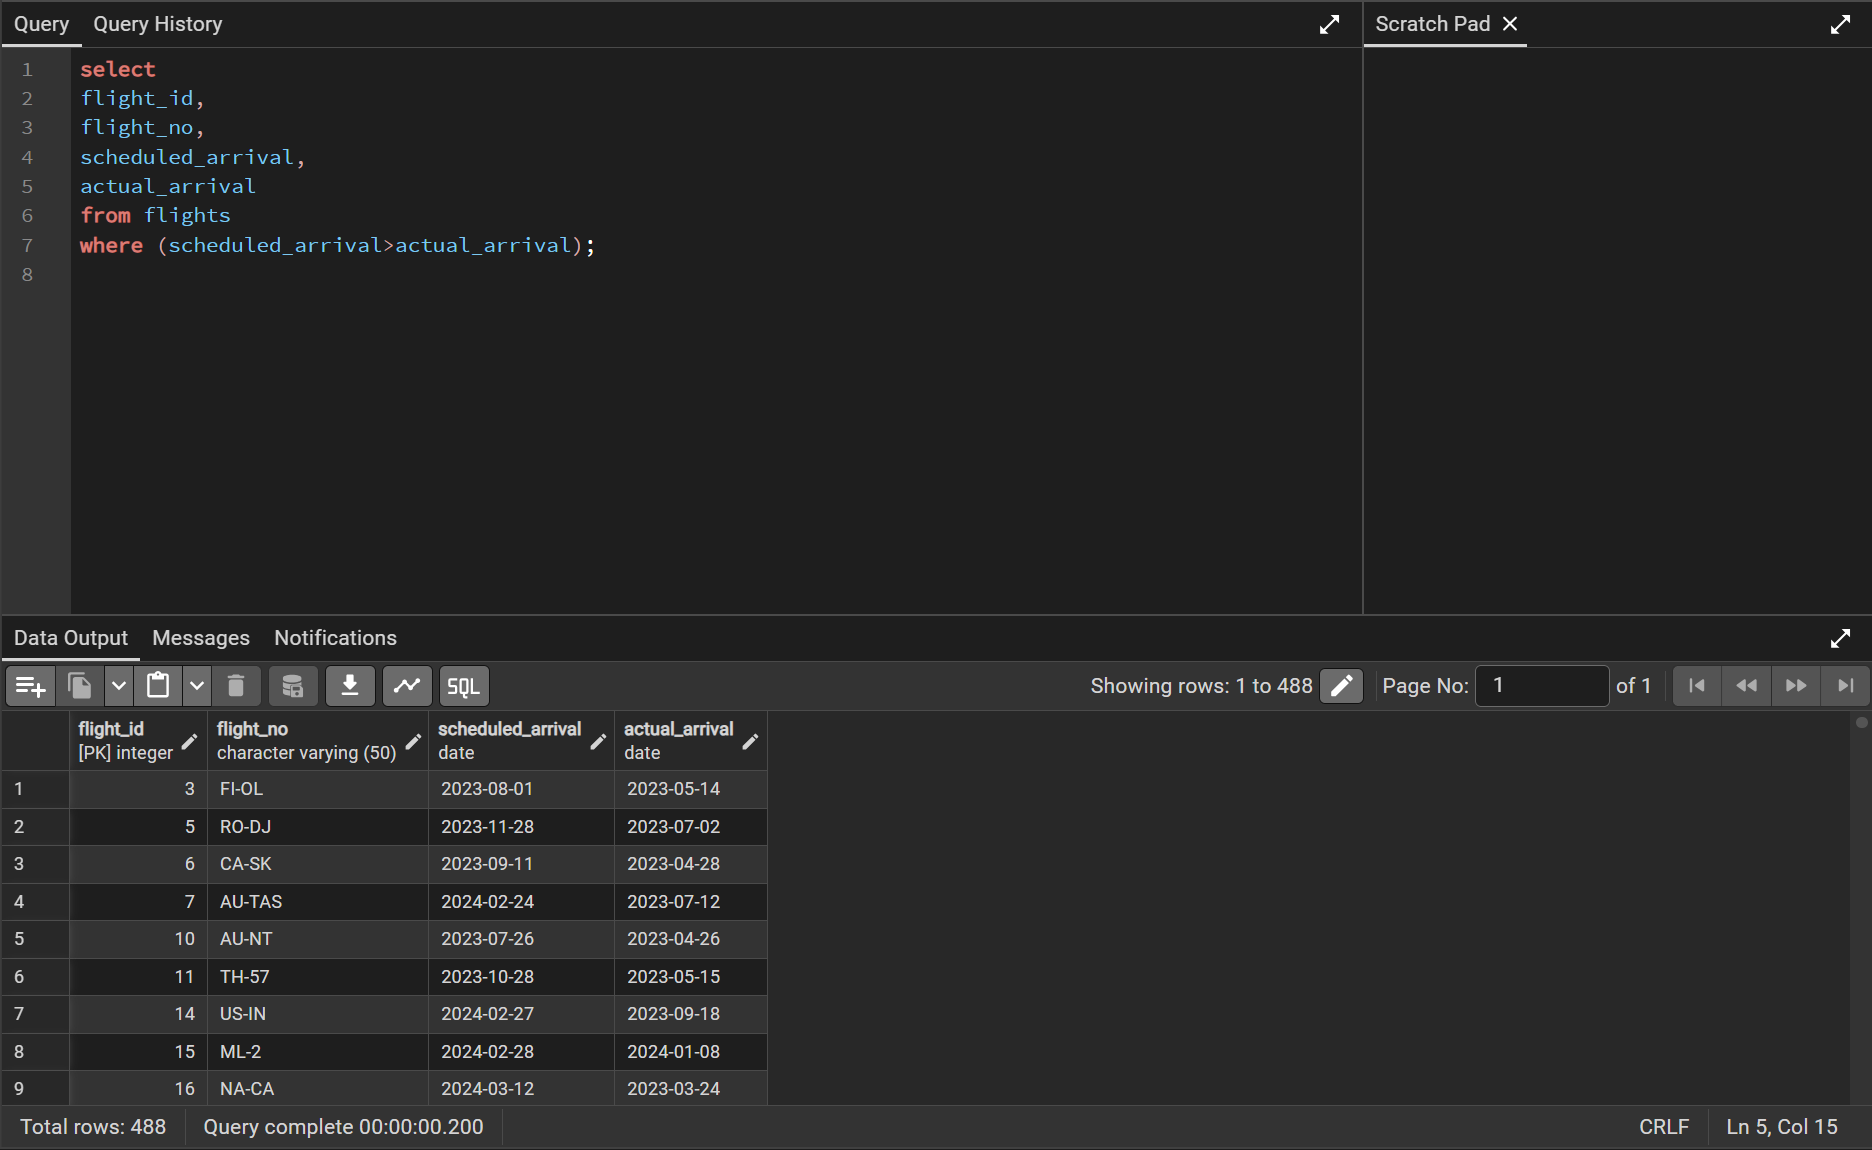 Query Query History
Scratch Pad
1 select
2 flight_id,
3 flight_no,
4 scheduled_arrival,
5 actual_arrival
6 from flights
7 where (scheduled_arrival>actual_arrival);
8
Data Output Messages Notifications
SQL Showing rows: 1 to 488 Page No: 1 of 1
flight_id flight_no scheduled_arrival actual_arrival
[PK] integer character varying (50) date date
1 3 FI-OL 2023-08-01 2023-05-14
2 5 RO-DJ 2023-11-28 2023-07-02
3 6 CA-SK 2023-09-11 2023-04-28
4 7 AU-TAS 2024-02-24 2023-07-12
5 10 AU-NT 2023-07-26 2023-04-26
6 11 TH-57 2023-10-28 2023-05-15
7 14 US-IN 2024-02-27 2023-09-18
8 15 ML-2 2024-02-28 2024-01-08
9 16 NA-CA 2024-03-12 2023-03-24
Total rows: 488 Query complete 00:00:00.200 CRLF Ln 5, Col 15